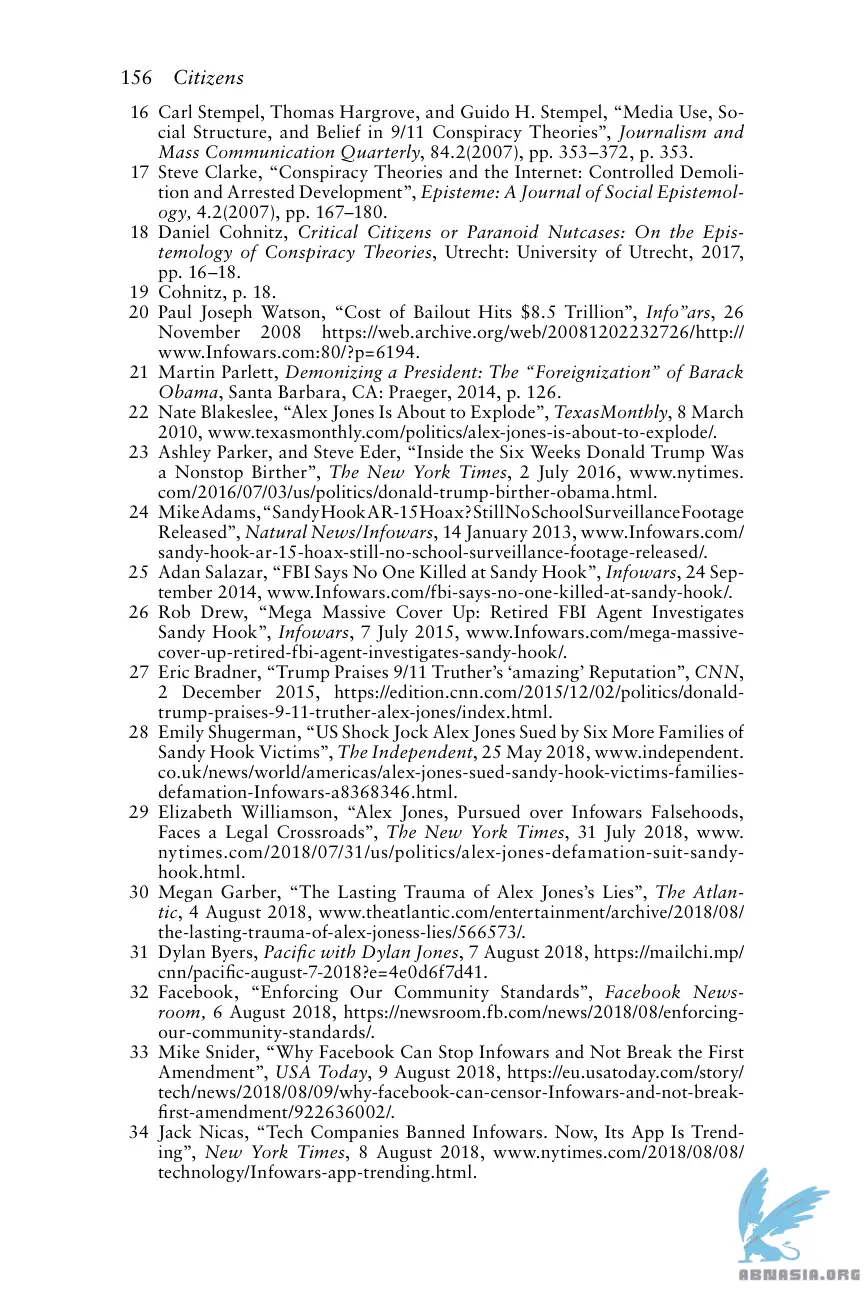 156 Citizens
16 Carl Stempel, Thomas Hargrove, and Guido H. Stempel, “Media Use, So-
cial Structure, and Belief in 9/11 Conspiracy Theories”, Journalism and
Mass Communication Quarterly, 84.2(2007), pp. 353–372, p. 353.
17 Steve Clarke, “Conspiracy Theories and the Internet: Controlled Demoli-
tion and Arrested Development”, Episteme: A Journal of Social Epistemol-
ogy, 4.2(2007), pp. 167–180.
18 Daniel Cohnitz, Critical Citizens or Paranoid Nutcases: On the Epis-
temology of Conspiracy Theories, Utrecht: University of Utrecht, 2017,
pp. 16–18.
19 Cohnitz, p. 18.
20 Paul Joseph Watson, “Cost of Bailout Hits $8.5 Trillion”, Info”ars, 26
November 2008 https://web.archive.org/web/20081202232726/http://
www.Infowars.com:80/?p=6194.
21 Martin Parlett, Demonizing a President: The “Foreignization” of Barack
Obama, Santa Barbara, CA: Praeger, 2014, p. 126.
22 Nate Blakeslee, “Alex Jones Is About to Explode”, TexasMonthly, 8 March
2010, www.texasmonthly.com/politics/alex-jones-is-about-to-explode/.
23 Ashley Parker, and Steve Eder, “Inside the Six Weeks Donald Trump Was
a Nonstop Birther”, The New York Times, 2 July 2016, www.nytimes.
com/2016/07/03/us/politics/donald-trump-birther-obama.html.
24 Mike Adams, “Sandy Hook AR-15 Hoax? Still No School Surveillance Footage
Released”, Natural News/Infowars, 14 January 2013, www.Infowars.com/
sandy-hook-ar-15-hoax-still-no-school-surveillance-footage-released/.
25 Adan Salazar, “FBI Says No One Killed at Sandy Hook”, Infowars, 24 Sep-
tember 2014, www.Infowars.com/fbi-says-no-one-killed-at-sandy-hook/.
26 Rob Drew, “Mega Massive Cover Up: Retired FBI Agent Investigates
Sandy Hook”, Infowars, 7 July 2015, www.Infowars.com/mega-massive-
cover-up-retired-fbi-agent-investigates-sandy-hook/.
27 Eric Bradner, “Trump Praises 9/11 Truther’s ‘amazing’ Reputation”, CNN,
2 December 2015, https://edition.cnn.com/2015/12/02/politics/donald-
trump-praises-9-11-truther-alex-jones/index.html.
28 Emily Shugerman, “US Shock Jock Alex Jones Sued by Six More Families of
Sandy Hook Victims”, The Independent, 25 May 2018, www.independent.
co.uk/news/world/americas/alex-jones-sued-sandy-hook-victims-families-
defamation-Infowars-a8368346.html.
29 Elizabeth Williamson, “Alex Jones, Pursued over Infowars Falsehoods,
Faces a Legal Crossroads”, The New York Times, 31 July 2018, www.
nytimes.com/2018/07/31/us/politics/alex-jones-defamation-suit-sandy-
hook.html.
30 Megan Garber, “The Lasting Trauma of Alex Jones’s Lies”, The Atlan-
tic, 4 August 2018, www.theatlantic.com/entertainment/archive/2018/08/
the-lasting-trauma-of-alex-joness-lies/566573/.
31 Dylan Byers, Pacific with Dylan Jones, 7 August 2018, https://mailchi.mp/
cnn/pacific-august-7-2018?e=4e0d6f7d41.
32 Facebook, “Enforcing Our Community Standards”, Facebook News-
room, 6 August 2018, https://newsroom.fb.com/news/2018/08/enforcing-
our-community-standards/.
33 Mike Snider, “Why Facebook Can Stop Infowars and Not Break the First
Amendment”, USA Today, 9 August 2018, https://eu.usatoday.com/story/
tech/news/2018/08/09/why-facebook-can-censor-Infowars-and-not-break-
first-amendment/922636002/.
34 Jack Nicas, “Tech Companies Banned Infowars. Now, Its App Is Trend-
ing”, New York Times, 8 August 2018, www.nytimes.com/2018/08/08/
technology/Infowars-app-trending.html.
ABNASIA.ORG